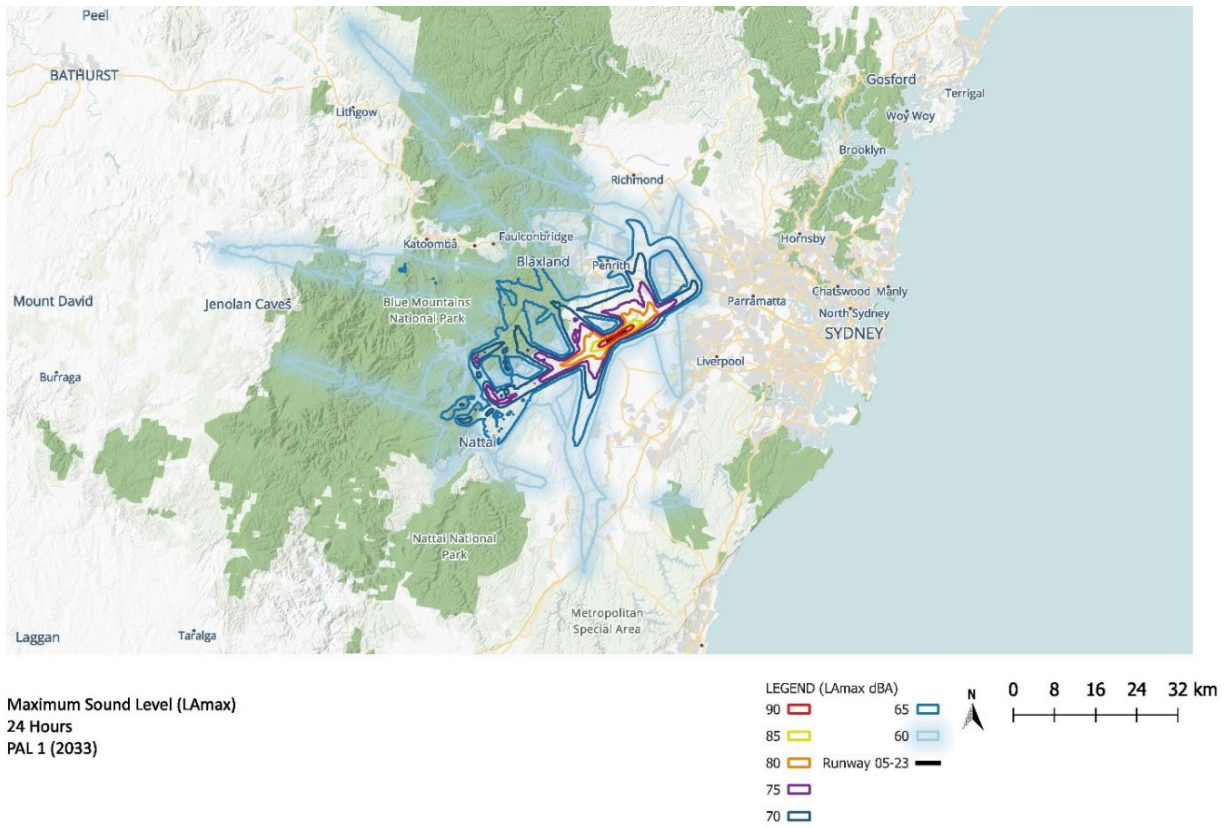 Peel
BATHURST
Gosford
Terrigal
Lithgow
Woy Woy
Brooklyn
Richmond
Hornsby
Katoomba
Faulconbridge
Blaxland
Penrith
Chatswood
Manly
Mount David
Jenolan Caves
Blue Mountains
National Park
Parramatta
North Sydney
SYDNEY
Liverpool
Burraga
Nattai
Nattai National
Park
Metropolitan
Special Area
Laggan
Taralga
Maximum Sound Level (LAmax)
24 Hours
PAL 1 (2033)
LEGEND (LAmax dBA)
90
65
85
60
80
Runway 05-23
75
70
N
0 8 16 24 32 km